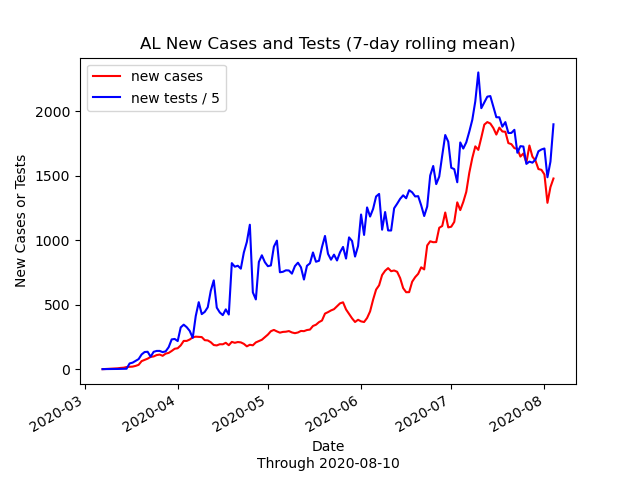 AL New Cases and Tests (7-day rolling mean)
new cases
new tests / 5
New Cases or Tests
2000
1500
1000
500
0
2020-03
2020-04
2020-05
2020-06
2020-07
2020-08
Date
Through 2020-08-10